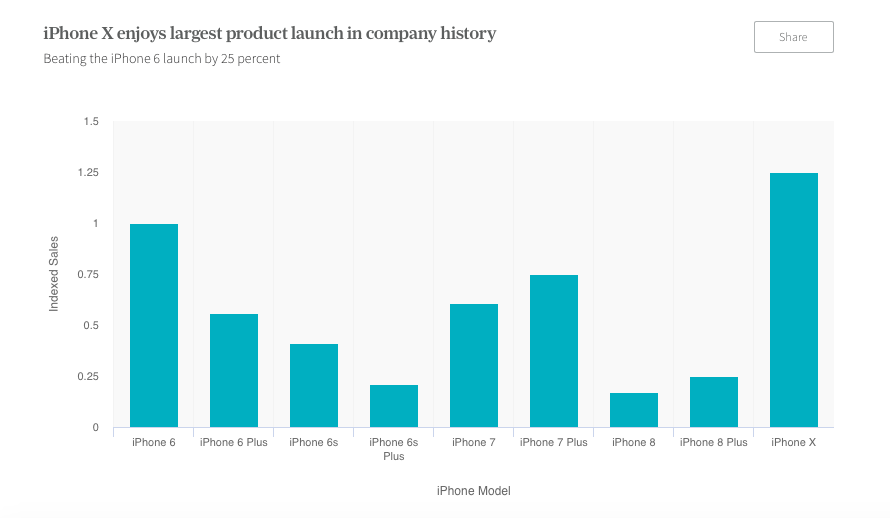 iPhone X enjoys largest product launch in company history
Share
Beating the iPhone 6 launch by 25 percent
1.5
1.25
1
0.75
0.5
0.25
0
Indexed Sales
iPhone 6
iPhone 6 Plus
iPhone 6s
iPhone 6s
Plus
iPhone 7
iPhone 7 Plus
iPhone 8
iPhone 8 Plus
iPhone X
iPhone Model